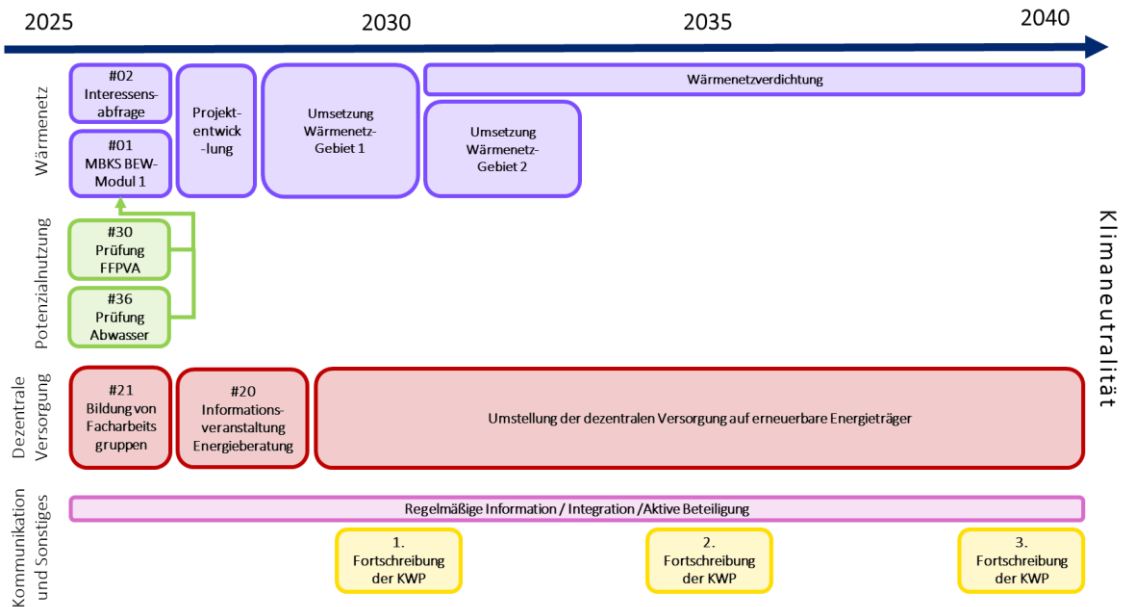 2025
2030
2035
2040
Wärmenetz
#02
Interessens-
abfrage
#01
MBKS BEW-
Modul 1
Projekt-
entwick
-lung
Umsetzung
Wärmenetz-
Gebiet 1
Wärmenetzverdichtung
Umsetzung
Wärmenetz-
Gebiet 2
Potenzialnutzung
#30
Prüfung
FFPVA
#36
Prüfung
Abwasser
Dezentrale
Versorgung
#21
Bildung von
Facharbeits
gruppen
#20
Informations-
veranstaltung
Energieberatung
Umstellung der dezentralen Versorgung auf erneuerbare Energieträger
Kommunikation
und Sonstiges
Regelmäßige Information / Integration /Aktive Beteiligung
1.
Fortschreibung
der KWP
2.
Fortschreibung
der KWP
3.
Fortschreibung
der KWP
Klimaneutralität